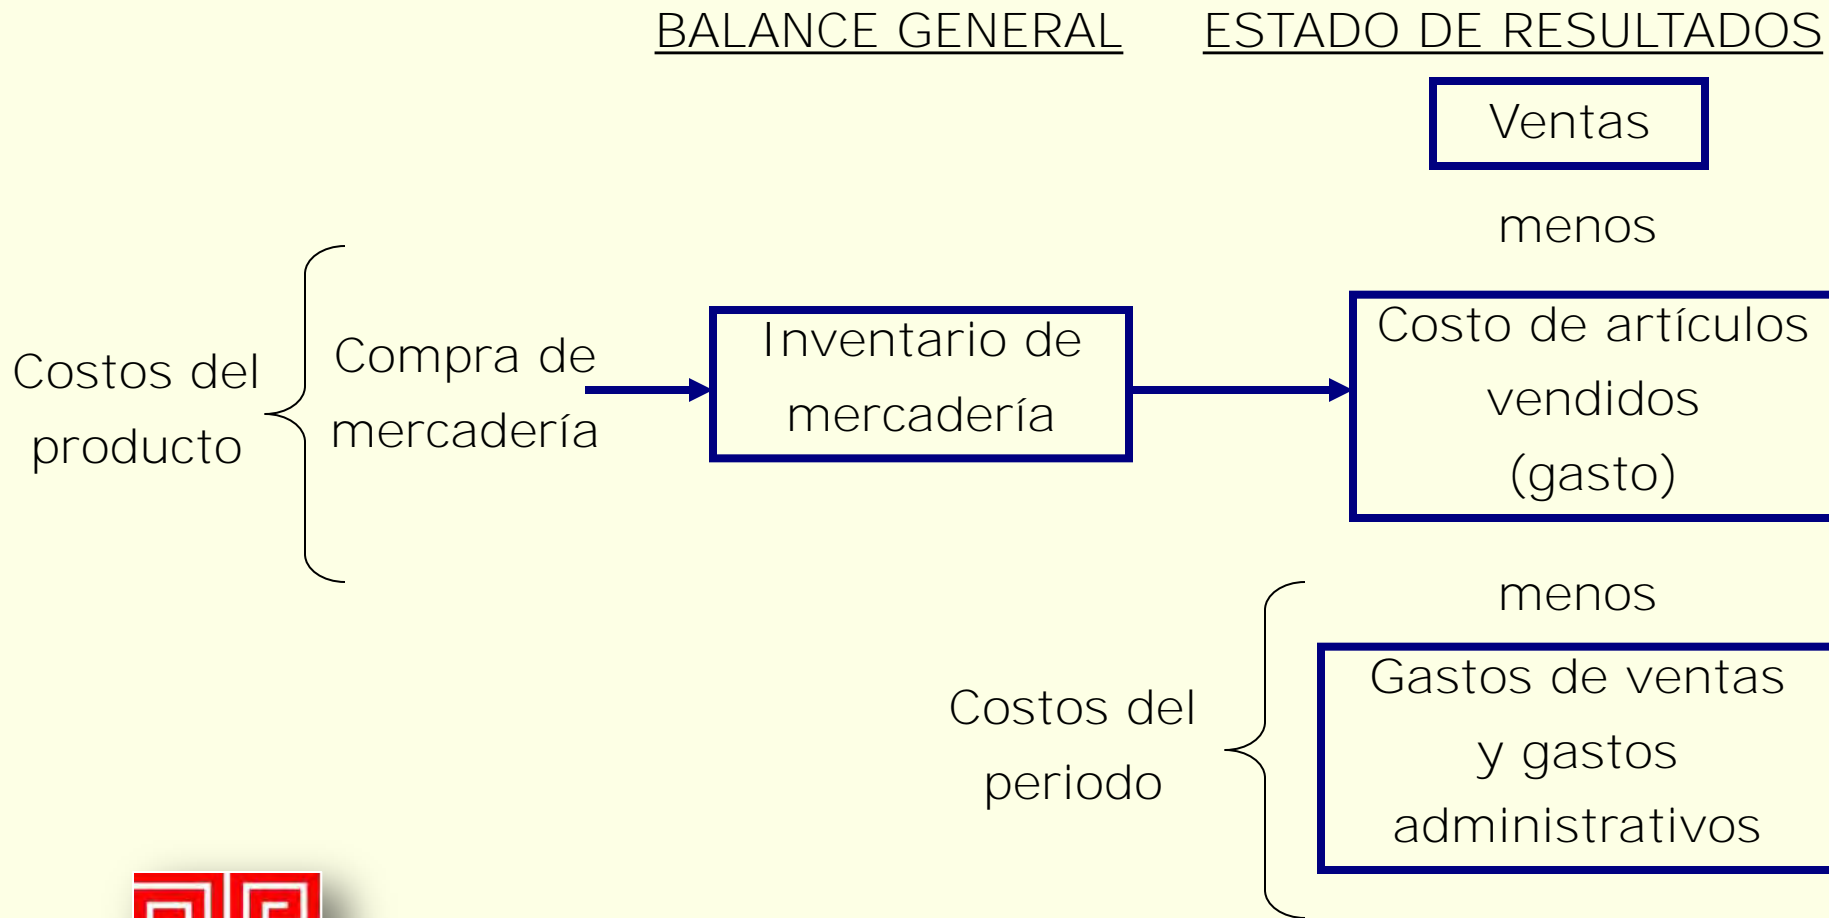 BALANCE GENERAL
ESTADO DE RESULTADOS
Ventas
menos
Costos del
producto
Compra de
mercadería
Inventario de
mercadería
Costo de artículos
vendidos
(gasto)
menos
Costos del
periodo
Gastos de ventas
y gastos
administrativos